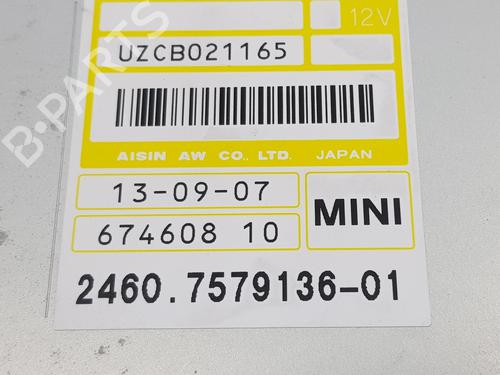 12V
UZCB021165
AISIN AW CO., LTD. JAPAN
13-09-07
674608 10
MINI
2460.7579136-01
B-PARTS